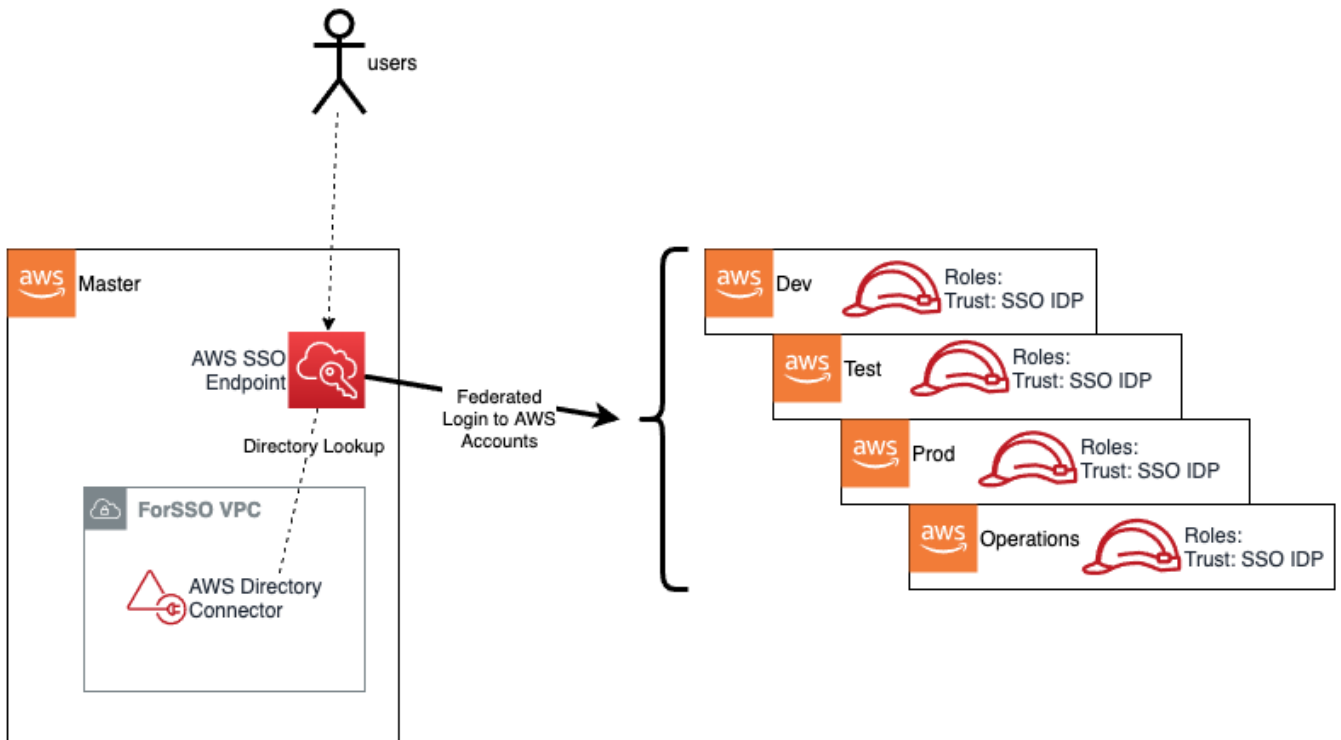 users
aws
Master
AWS SSO
Endpoint
Directory Lookup
ForSSO VPC
AWS Directory
Connector
Federated
Login to AWS
Accounts
aws
Dev
Roles:
Trust: SSO IDP
aws
Test
Roles:
Trust: SSO IDP
aws
Prod
Roles:
Trust: SSO IDP
aws
Operations
Roles:
Trust: SSO IDP